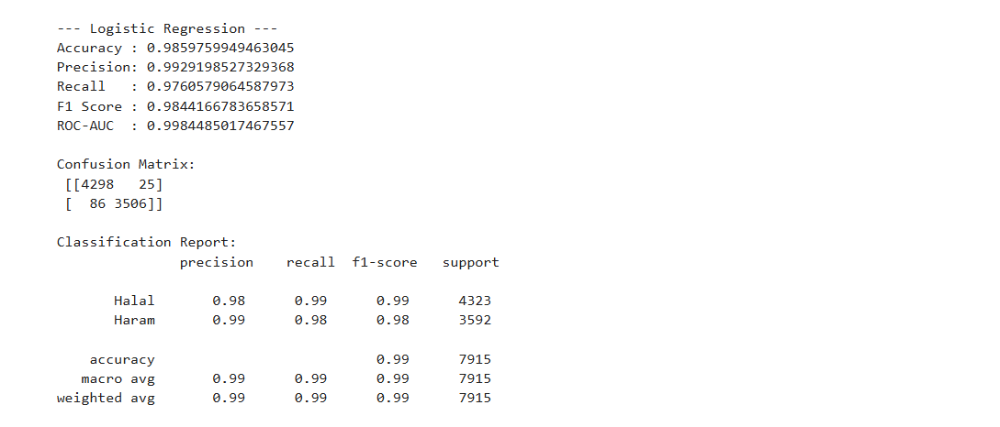 --- Logistic Regression ---
Accuracy : 0.9859759949463045
Precision: 0.9929198527329368
Recall   : 0.9760579064587973
F1 Score : 0.9844166783658571
ROC-AUC  : 0.9984485017467557
Confusion Matrix:
[[4298   25]
[  86 3506]]
Classification Report:
precision    recall  f1-score   support
Halal       0.98      0.99      0.99      4323
Haram       0.99      0.98      0.98      3592
accuracy                           0.99      7915
macro avg       0.99      0.99      0.99      7915
weighted avg       0.99      0.99      0.99      7915